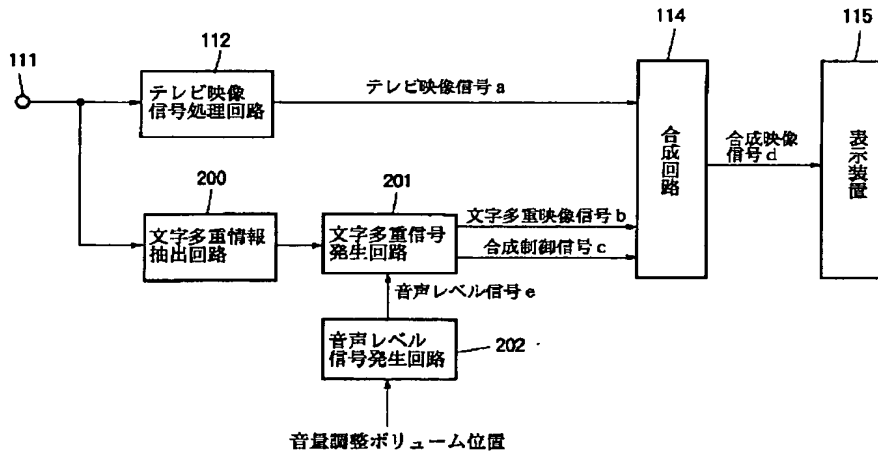 111
112
114
115
テレビ映像
信号処理回路
テレビ映像信号a
合成回路
合成映像
信号d
表示装置
200
201
文字多重情報
抽出回路
文字多重信号
発生回路
文字多重映像信号b
合成制御信号c
音声レベル信号e
音声レベル
信号発生回路
202
音量調整ボリューム位置